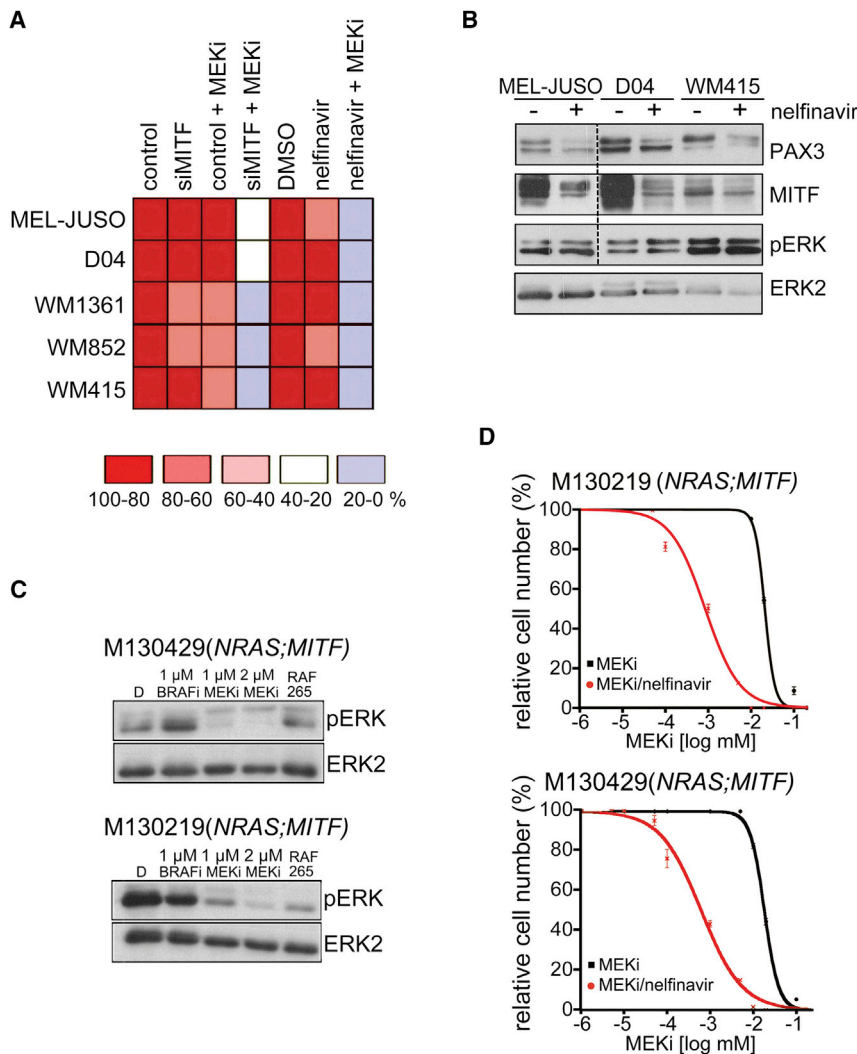 A
control
siMITF
control + MEKi
siMITF + MEKi
DMSO
nelfinavir
nelfinavir + MEKi
MEL-JUSO
D04
WM1361
WM852
WM415
100-80 80-60 60-40 40-20 20-0 %
B
MEL-JUSO D04 WM415
- + - + - + nelfinavir
PAX3
MITF
pERK
ERK2
C
M130429(NRAS;MITF)
1 µM 1 µM 2 µM RAF
D BRAFi MEKi MEKi 265
pERK
ERK2
M130219(NRAS;MITF)
1 µM 1 µM 2 µM RAF
D BRAFi MEKi MEKi 265
pERK
ERK2
D
M130219 (NRAS;MITF)
relative cell number (%)
100
80
60
40
20
0
MEKi
MEKi/nelfinavir
-6 -5 -4 -3 -2 -1
MEKi [log mM]
M130429(NRAS;MITF)
relative cell number (%)
100
80
60
40
20
0
MEKi
MEKi/nelfinavir
-6 -5 -4 -3 -2 -1
MEKi [log mM]